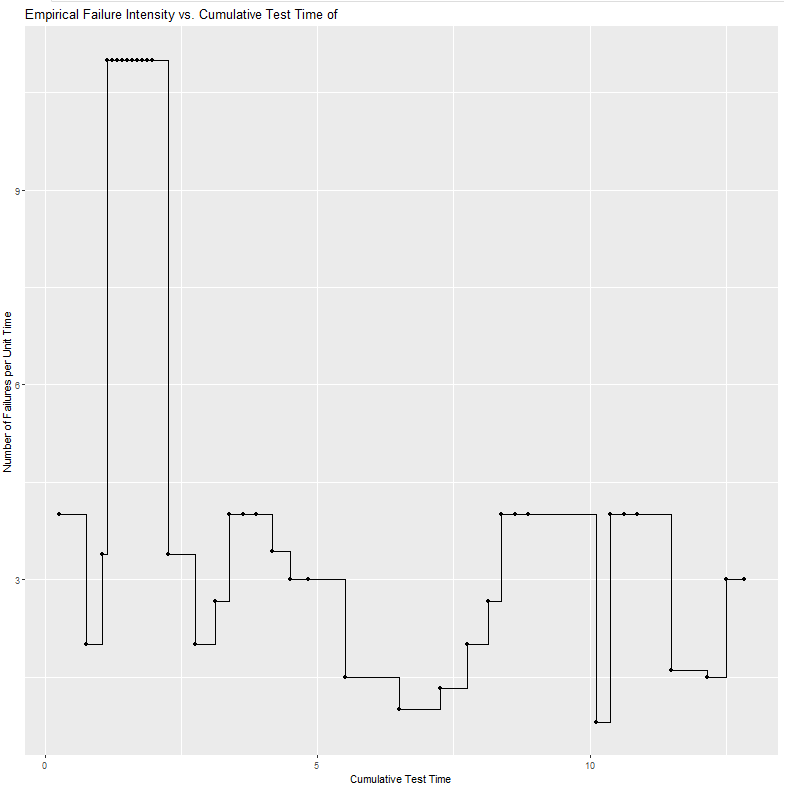 Empirical Failure Intensity vs. Cumulative Test Time of
Number of Failures per Unit Time
9
6
3
0
5
10
Cumulative Test Time